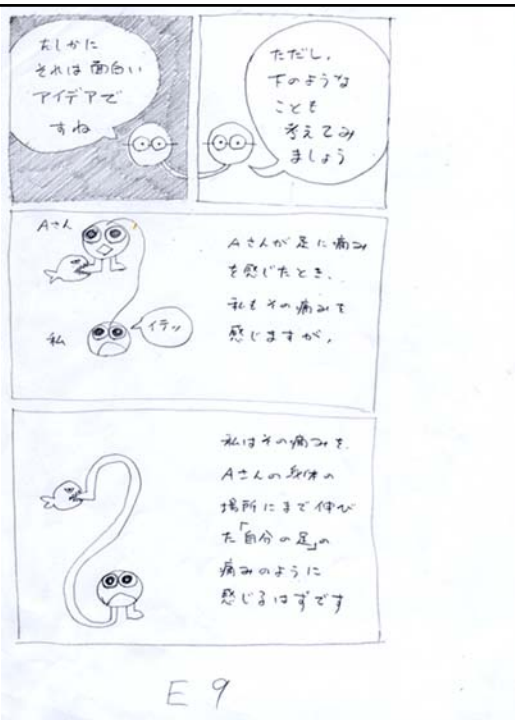 たしかに
それは面白い
アイデアで
すね
ただし、
下のような
ことも
考えてみ
ましょう
Aさん
私
イテッ
Aさんが足に痛み
を感じたとき、
私もその痛みを
感じますが、
私はその痛みを、
Aさんの身体の
場所にまで伸び
た「自分の足」の
痛みのように
感じるはずです
E9